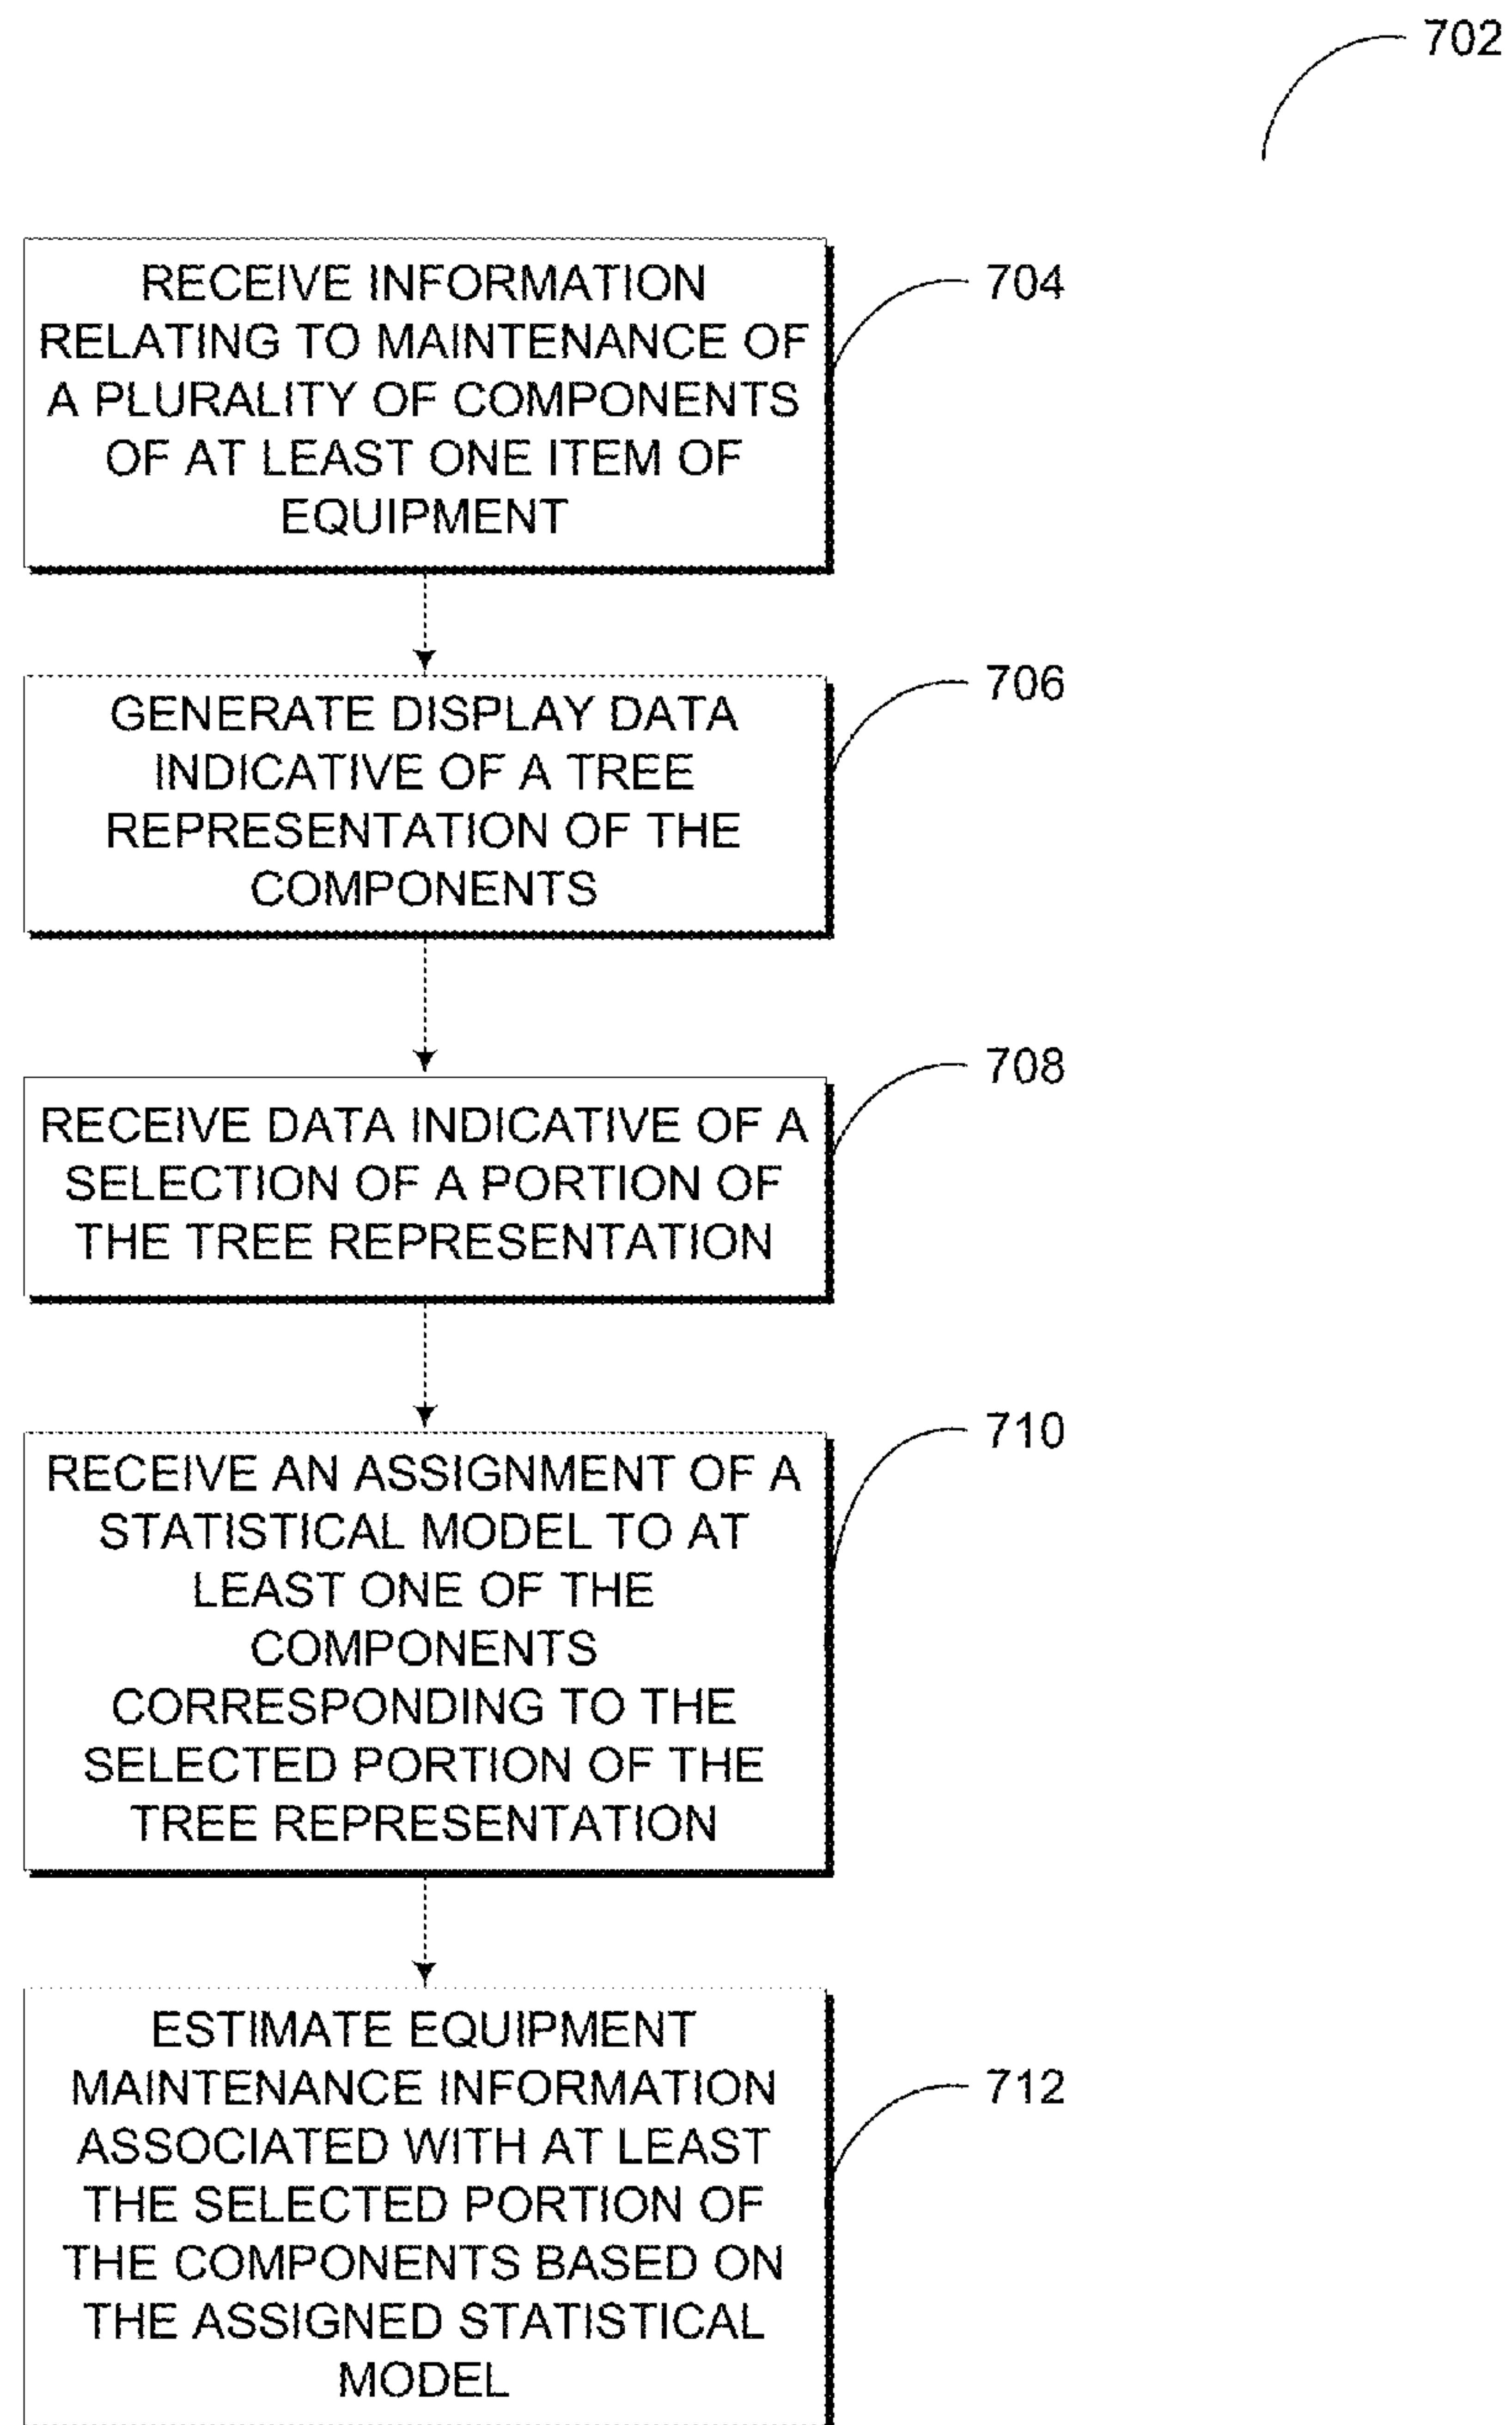 702
RECEIVE INFORMATION
RELATING TO MAINTENANCE OF
A PLURALITY OF COMPONENTS
OF AT LEAST ONE ITEM OF
EQUIPMENT
704
GENERATE DISPLAY DATA
INDICATIVE OF A TREE
REPRESENTATION OF THE
COMPONENTS
706
RECEIVE DATA INDICATIVE OF A
SELECTION OF A PORTION OF
THE TREE REPRESENTATION
708
RECEIVE AN ASSIGNMENT OF A
STATISTICAL MODEL TO AT
LEAST ONE OF THE
COMPONENTS
CORRESPONDING TO THE
SELECTED PORTION OF THE
TREE REPRESENTATION
710
ESTIMATE EQUIPMENT
MAINTENANCE INFORMATION
ASSOCIATED WITH AT LEAST
THE SELECTED PORTION OF
THE COMPONENTS BASED ON
THE ASSIGNED STATISTICAL
MODEL
712